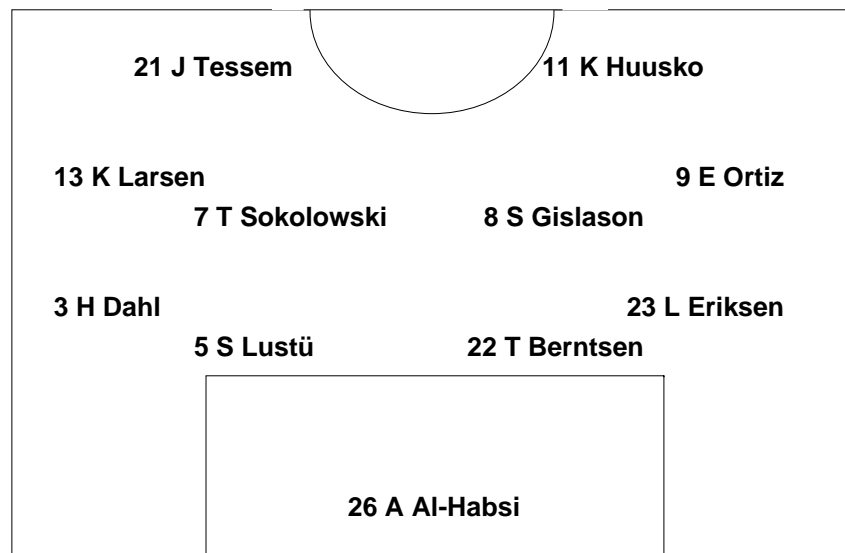 21 J Tessem
11 K Huusko
13 K Larsen
9 E Ortiz
7 T Sokolowski
8 S Gislason
3 H Dahl
23 L Eriksen
5 S Lustü
22 T Berntsen
26 A Al-Habsi